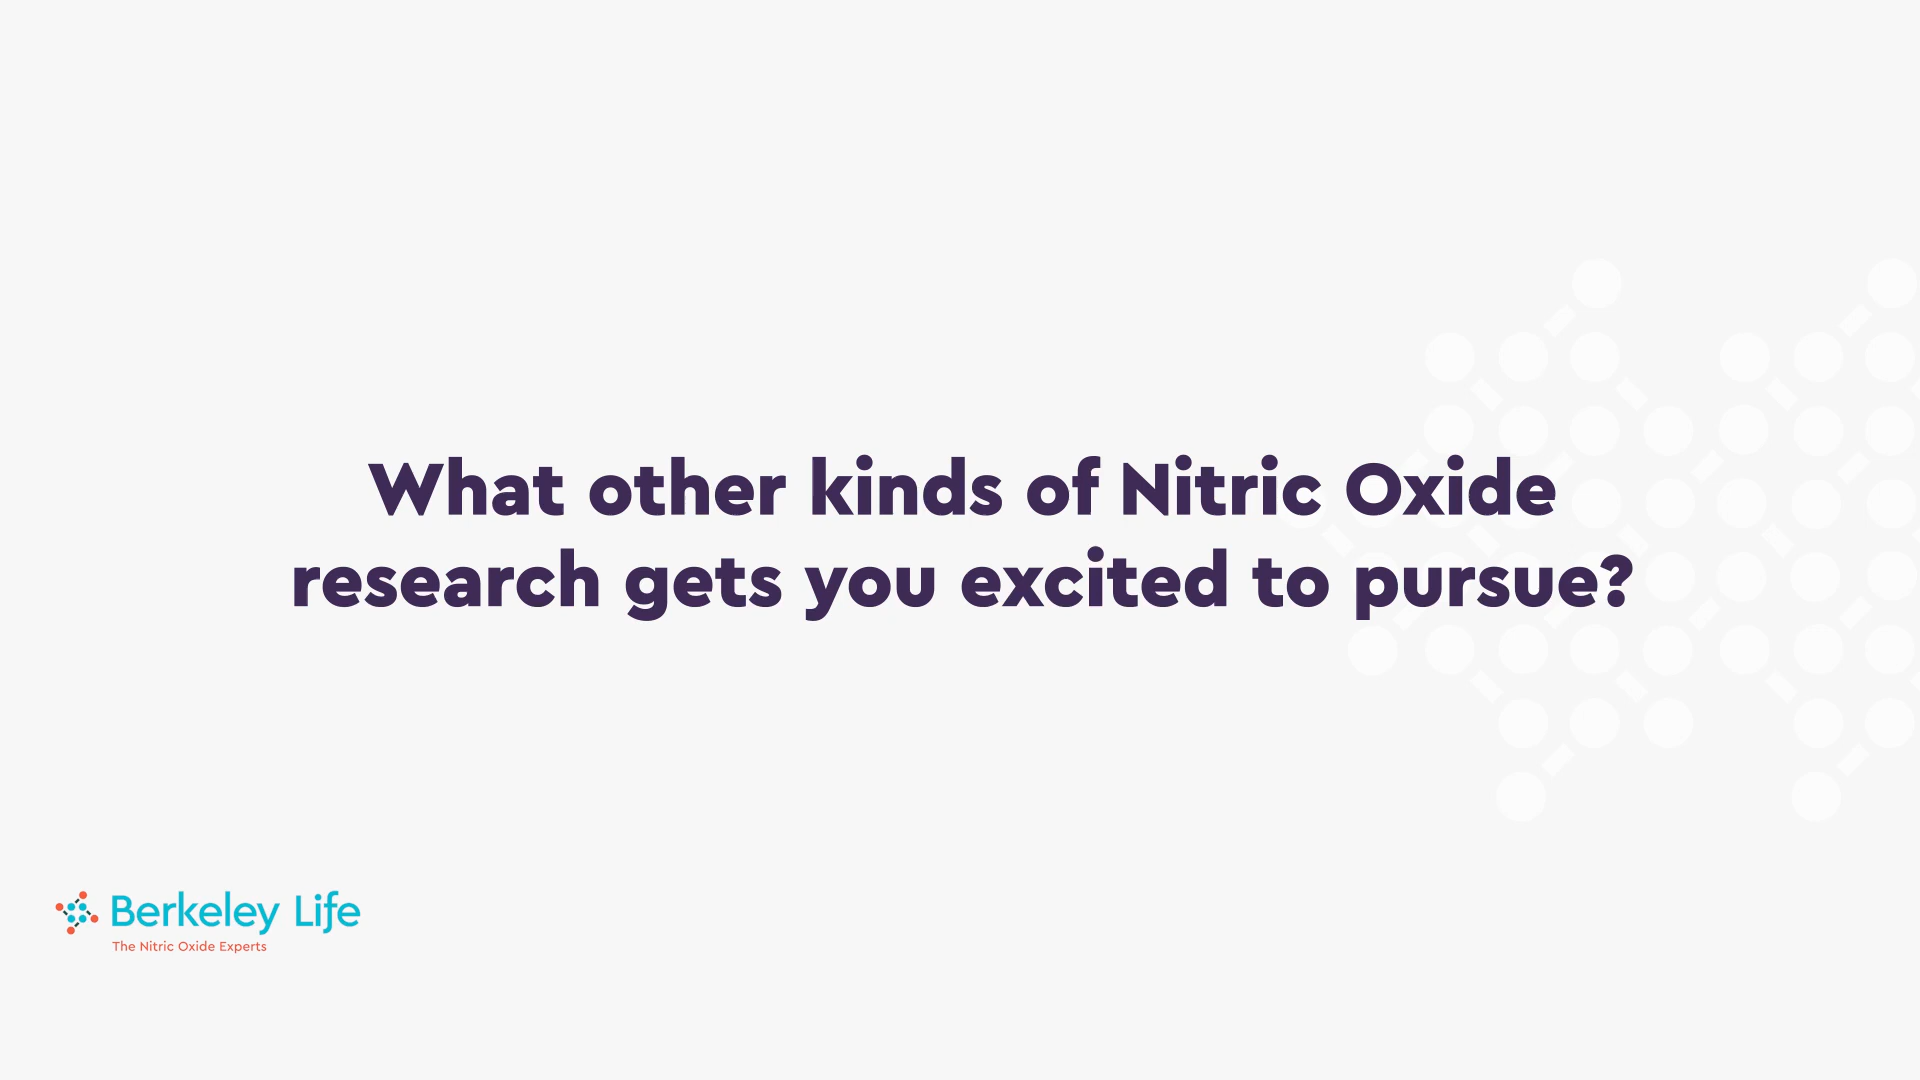 What other kinds of Nitric Oxide
research gets you excited to pursue?
Berkeley Life
The Nitric Oxide Experts